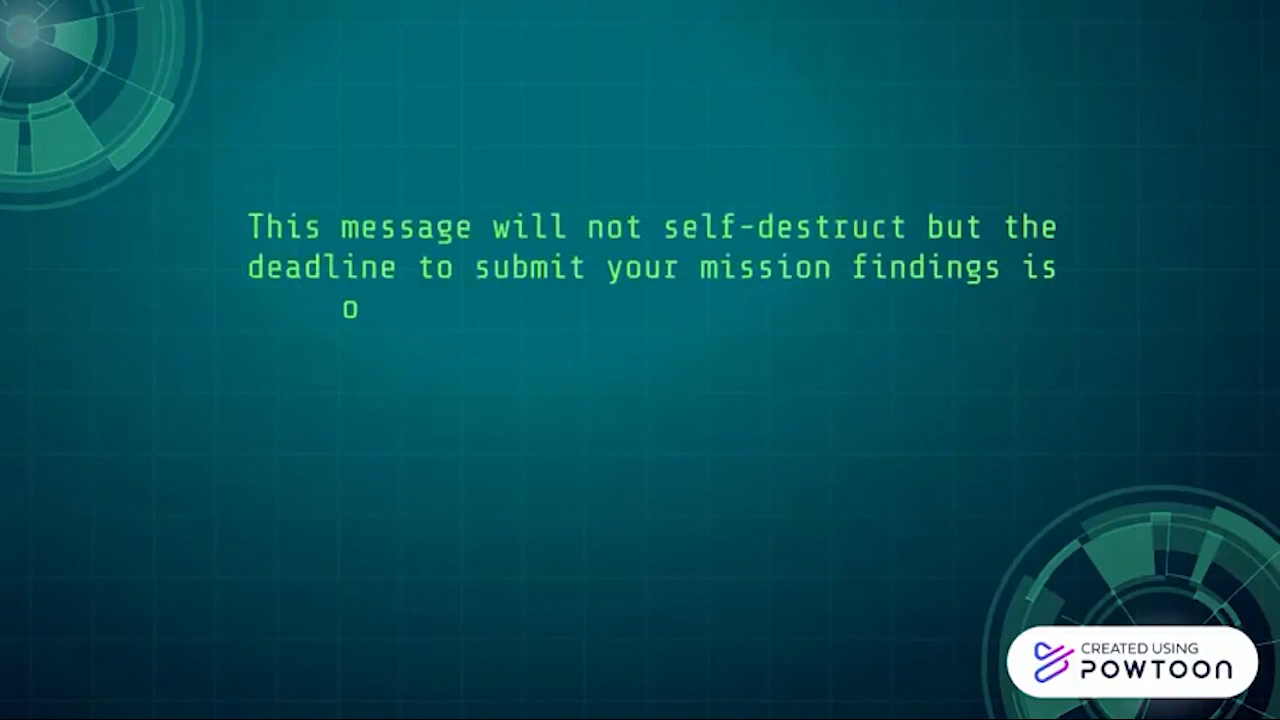 This message will not self-destruct but the
deadline to submit your mission findings is
o
CREATED USING
POWTOON